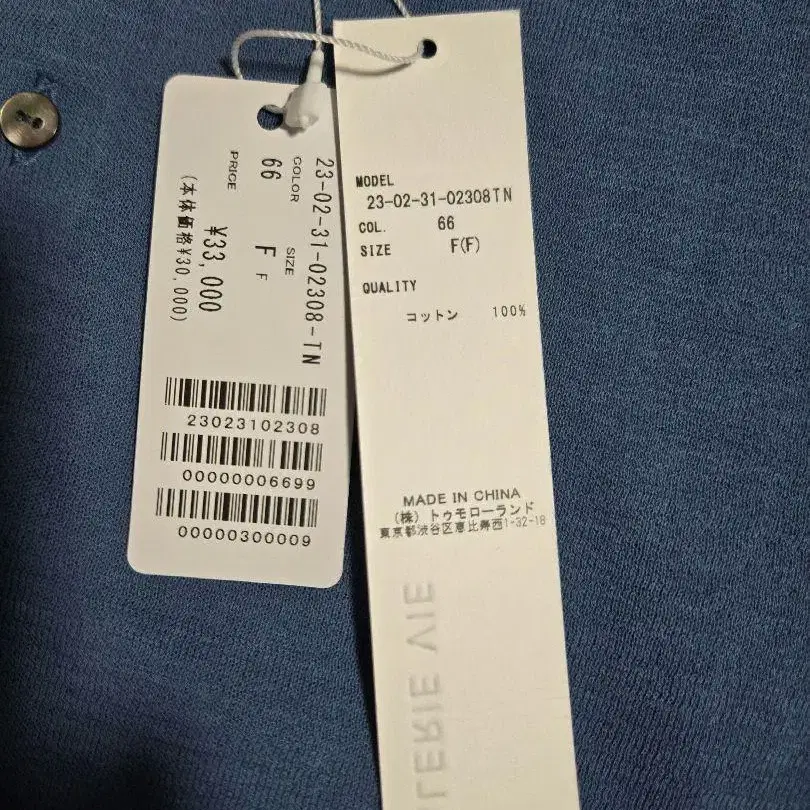 23-02-31-02308-TN
COLOR SIZE
66 F F
PRICE
¥33,000
(本体価格¥30,000)
23023102308
00000006699
00000300009
MODEL
23-02-31-02308TN
COL. 66
SIZE F(F)
QUALITY
コットン 100%
MADE IN CHINA
(株)トゥモローランド
東京都渋谷区恵比寿西1-32-18
LERIE VIE